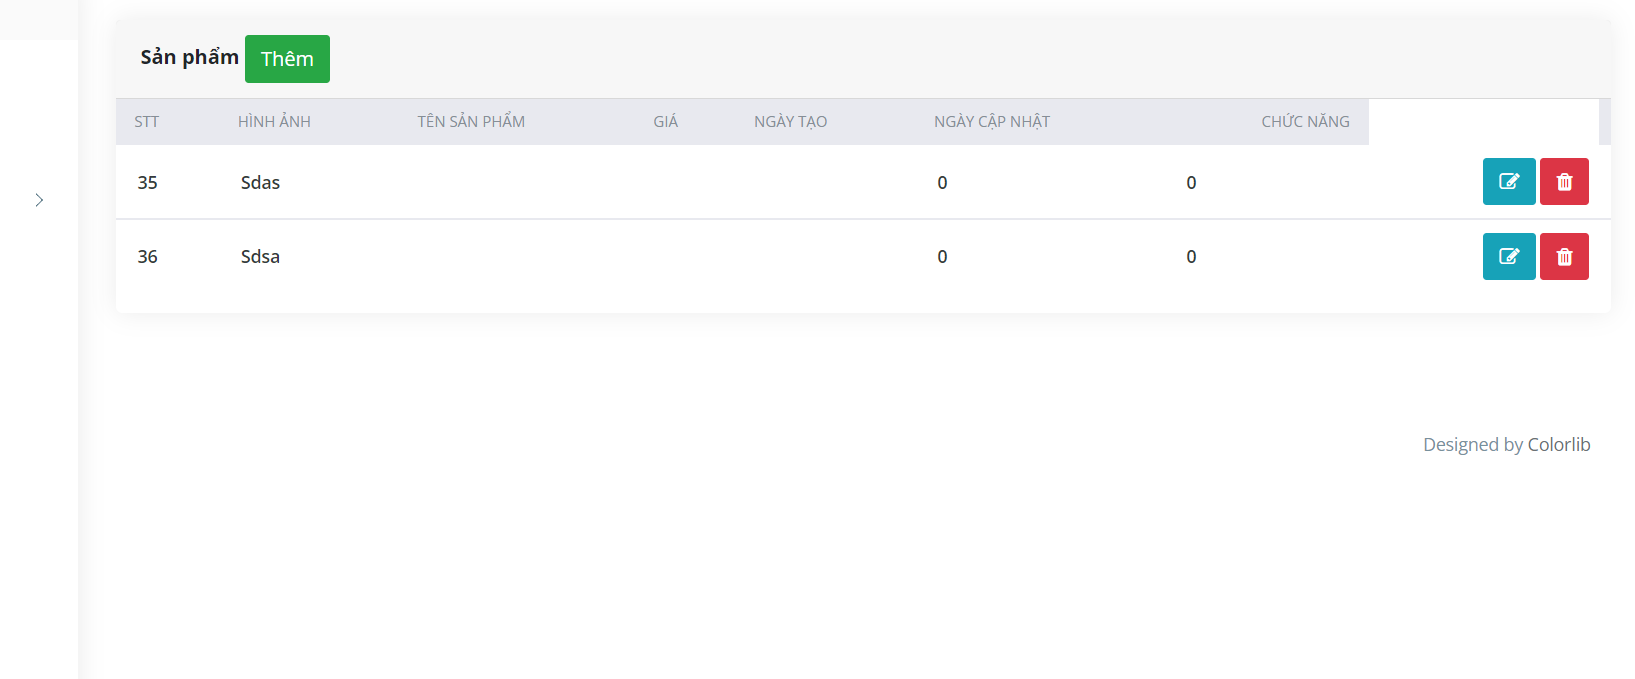 Sản phẩm Thêm
STT HÌNH ẢNH TÊN SẢN PHẨM GIÁ NGÀY TẠO NGÀY CẬP NHẬT CHỨC NĂNG
35 Sdas 0 0
36 Sdsa 0 0
Designed by Colorlib